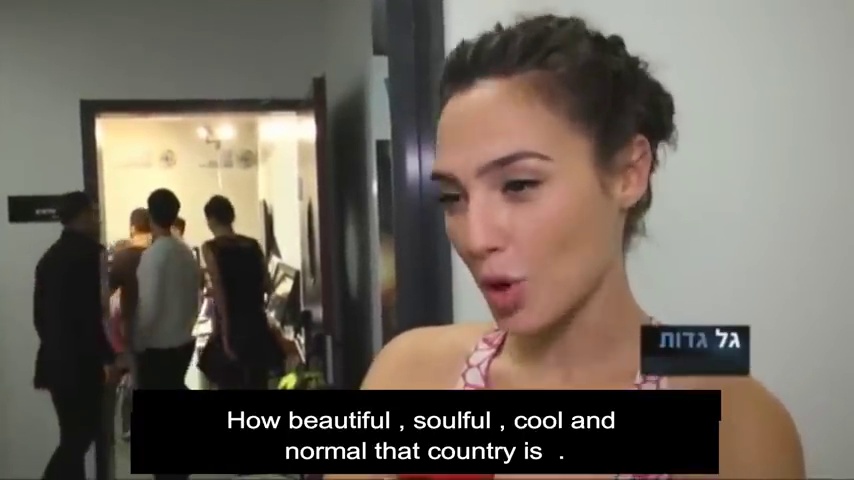 גל גדות
How beautiful , soulful , cool and
normal that country is .